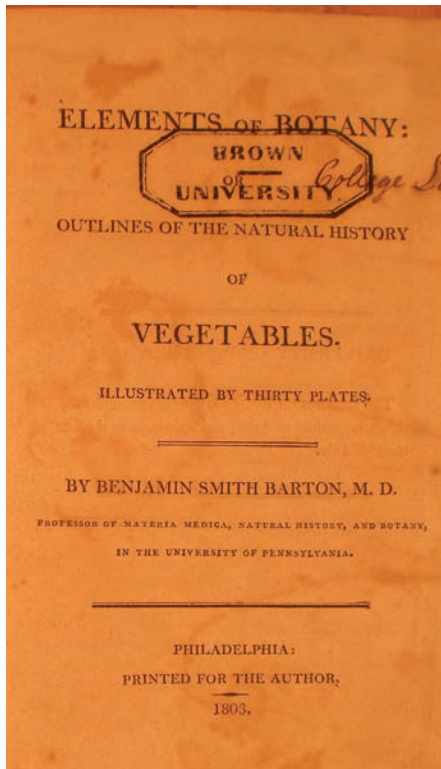 ELEMENTS OF BOTANY:
BROWN
OR
UNIVERSITY.
College
OUTLINES OF THE NATURAL HISTORY
OF
VEGETABLES.
ILLUSTRATED BY THIRTY PLATES.
BY BENJAMIN SMITH BARTON, M. D.
PROFESSOR OF MATERIA MEDICA, NATURAL HISTORY, AND BOTANY,
IN THE UNIVERSITY OF PENNSYLVANIA.
PHILADELPHIA:
PRINTED FOR THE AUTHOR.
1803.